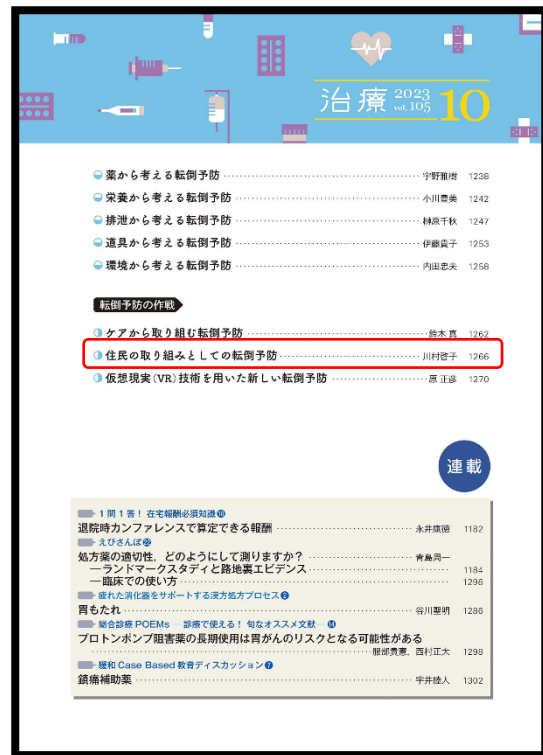 治療 2023 vol.105 10
薬から考える転倒予防 宇野雅樹 1238
栄養から考える転倒予防 小川豊美 1242
排泄から考える転倒予防 榊原千秋 1247
道具から考える転倒予防 伊藤貴子 1253
環境から考える転倒予防 内田忠夫 1258
転倒予防の作戦
ケアから取り組む転倒予防 鈴木真 1262
住民の取り組みとしての転倒予防 川村啓子 1266
仮想現実(VR)技術を用いた新しい転倒予防 原正彦 1270
連載
1問1答! 在宅報酬必須知識
退院時カンファレンスで算定できる報酬 永井康徳 1182
えびさんぽ
処方薬の適切性,どのようにして測りますか? 青島周一
―ランドマークスタディと路地裏エビデンス 1184
―臨床での使い方 1296
疲れた消化器をサポートする漢方処方プロセス❷
胃もたれ 谷川聖明 1286
総合診療 POEMs ―診療で使える! 旬なオススメ文献―
プロトンポンプ阻害薬の長期使用は胃がんのリスクとなる可能性がある
服部貴憲,西村正大 1298
緩和 Case Based 教育ディスカッション❼
鎮痛補助薬 宇井睦人 1302